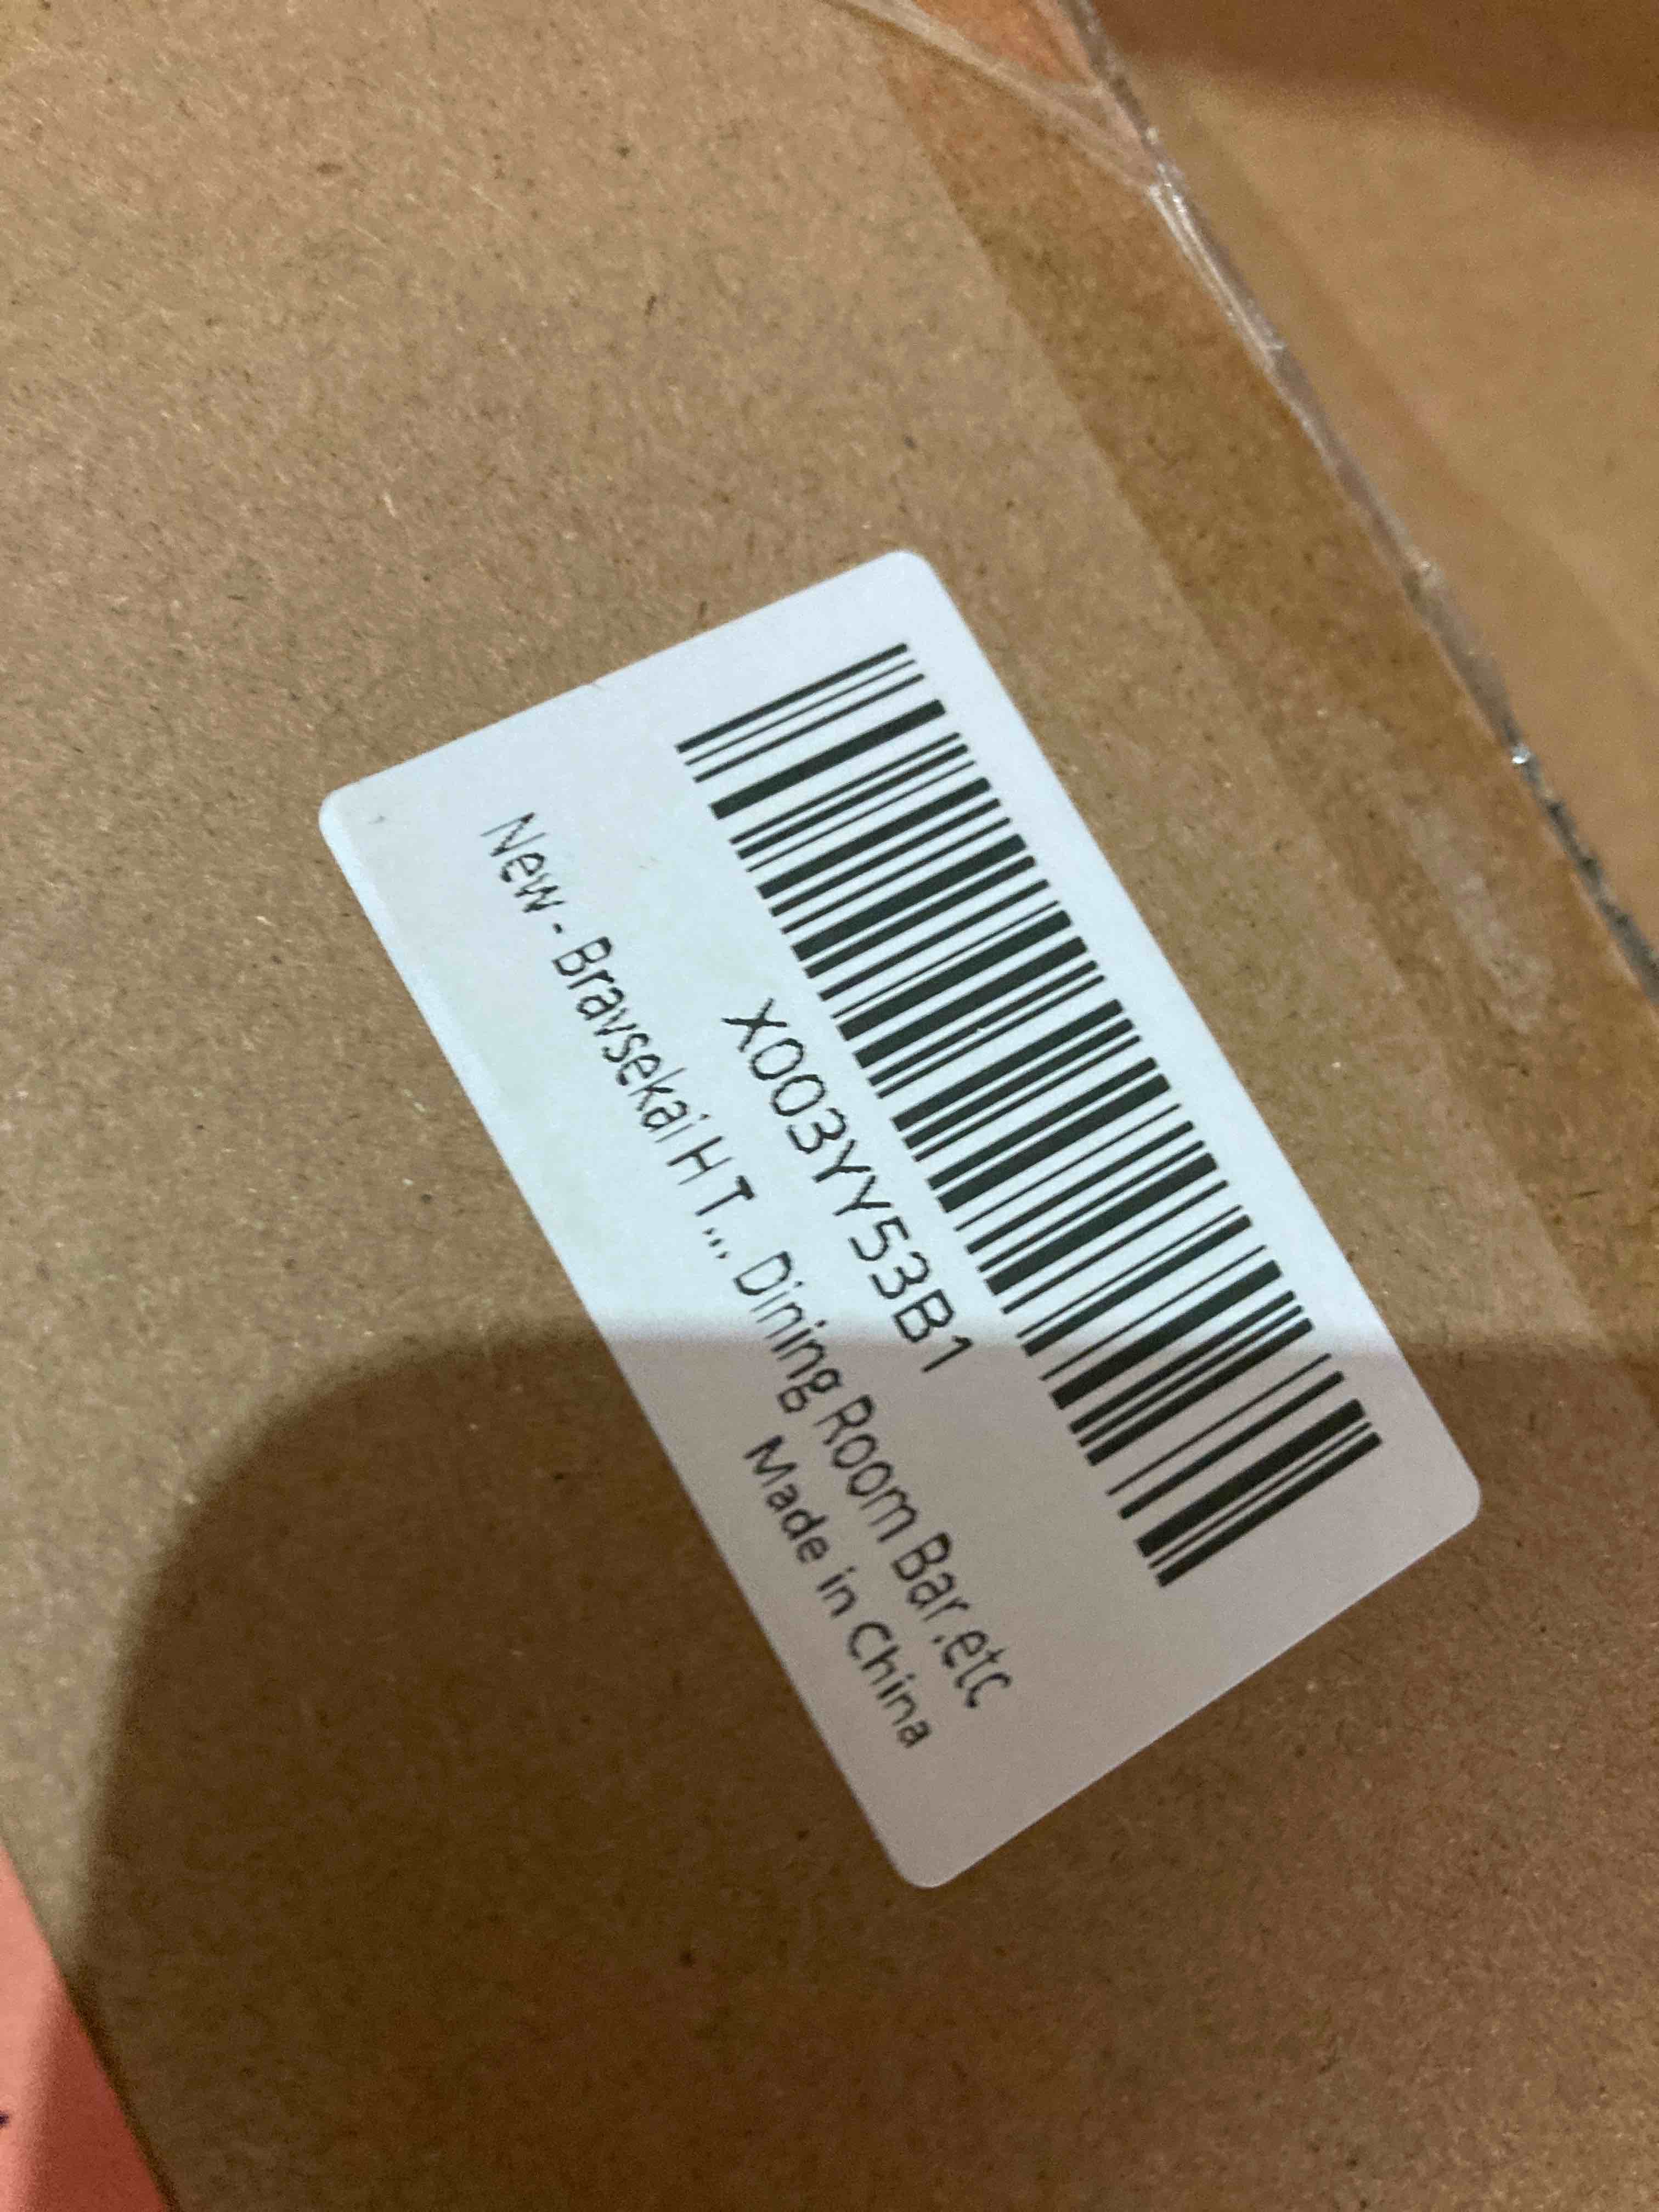 X003YY53B1
New - Bravsekai H T... Dining Room Bar.etc
Made in China